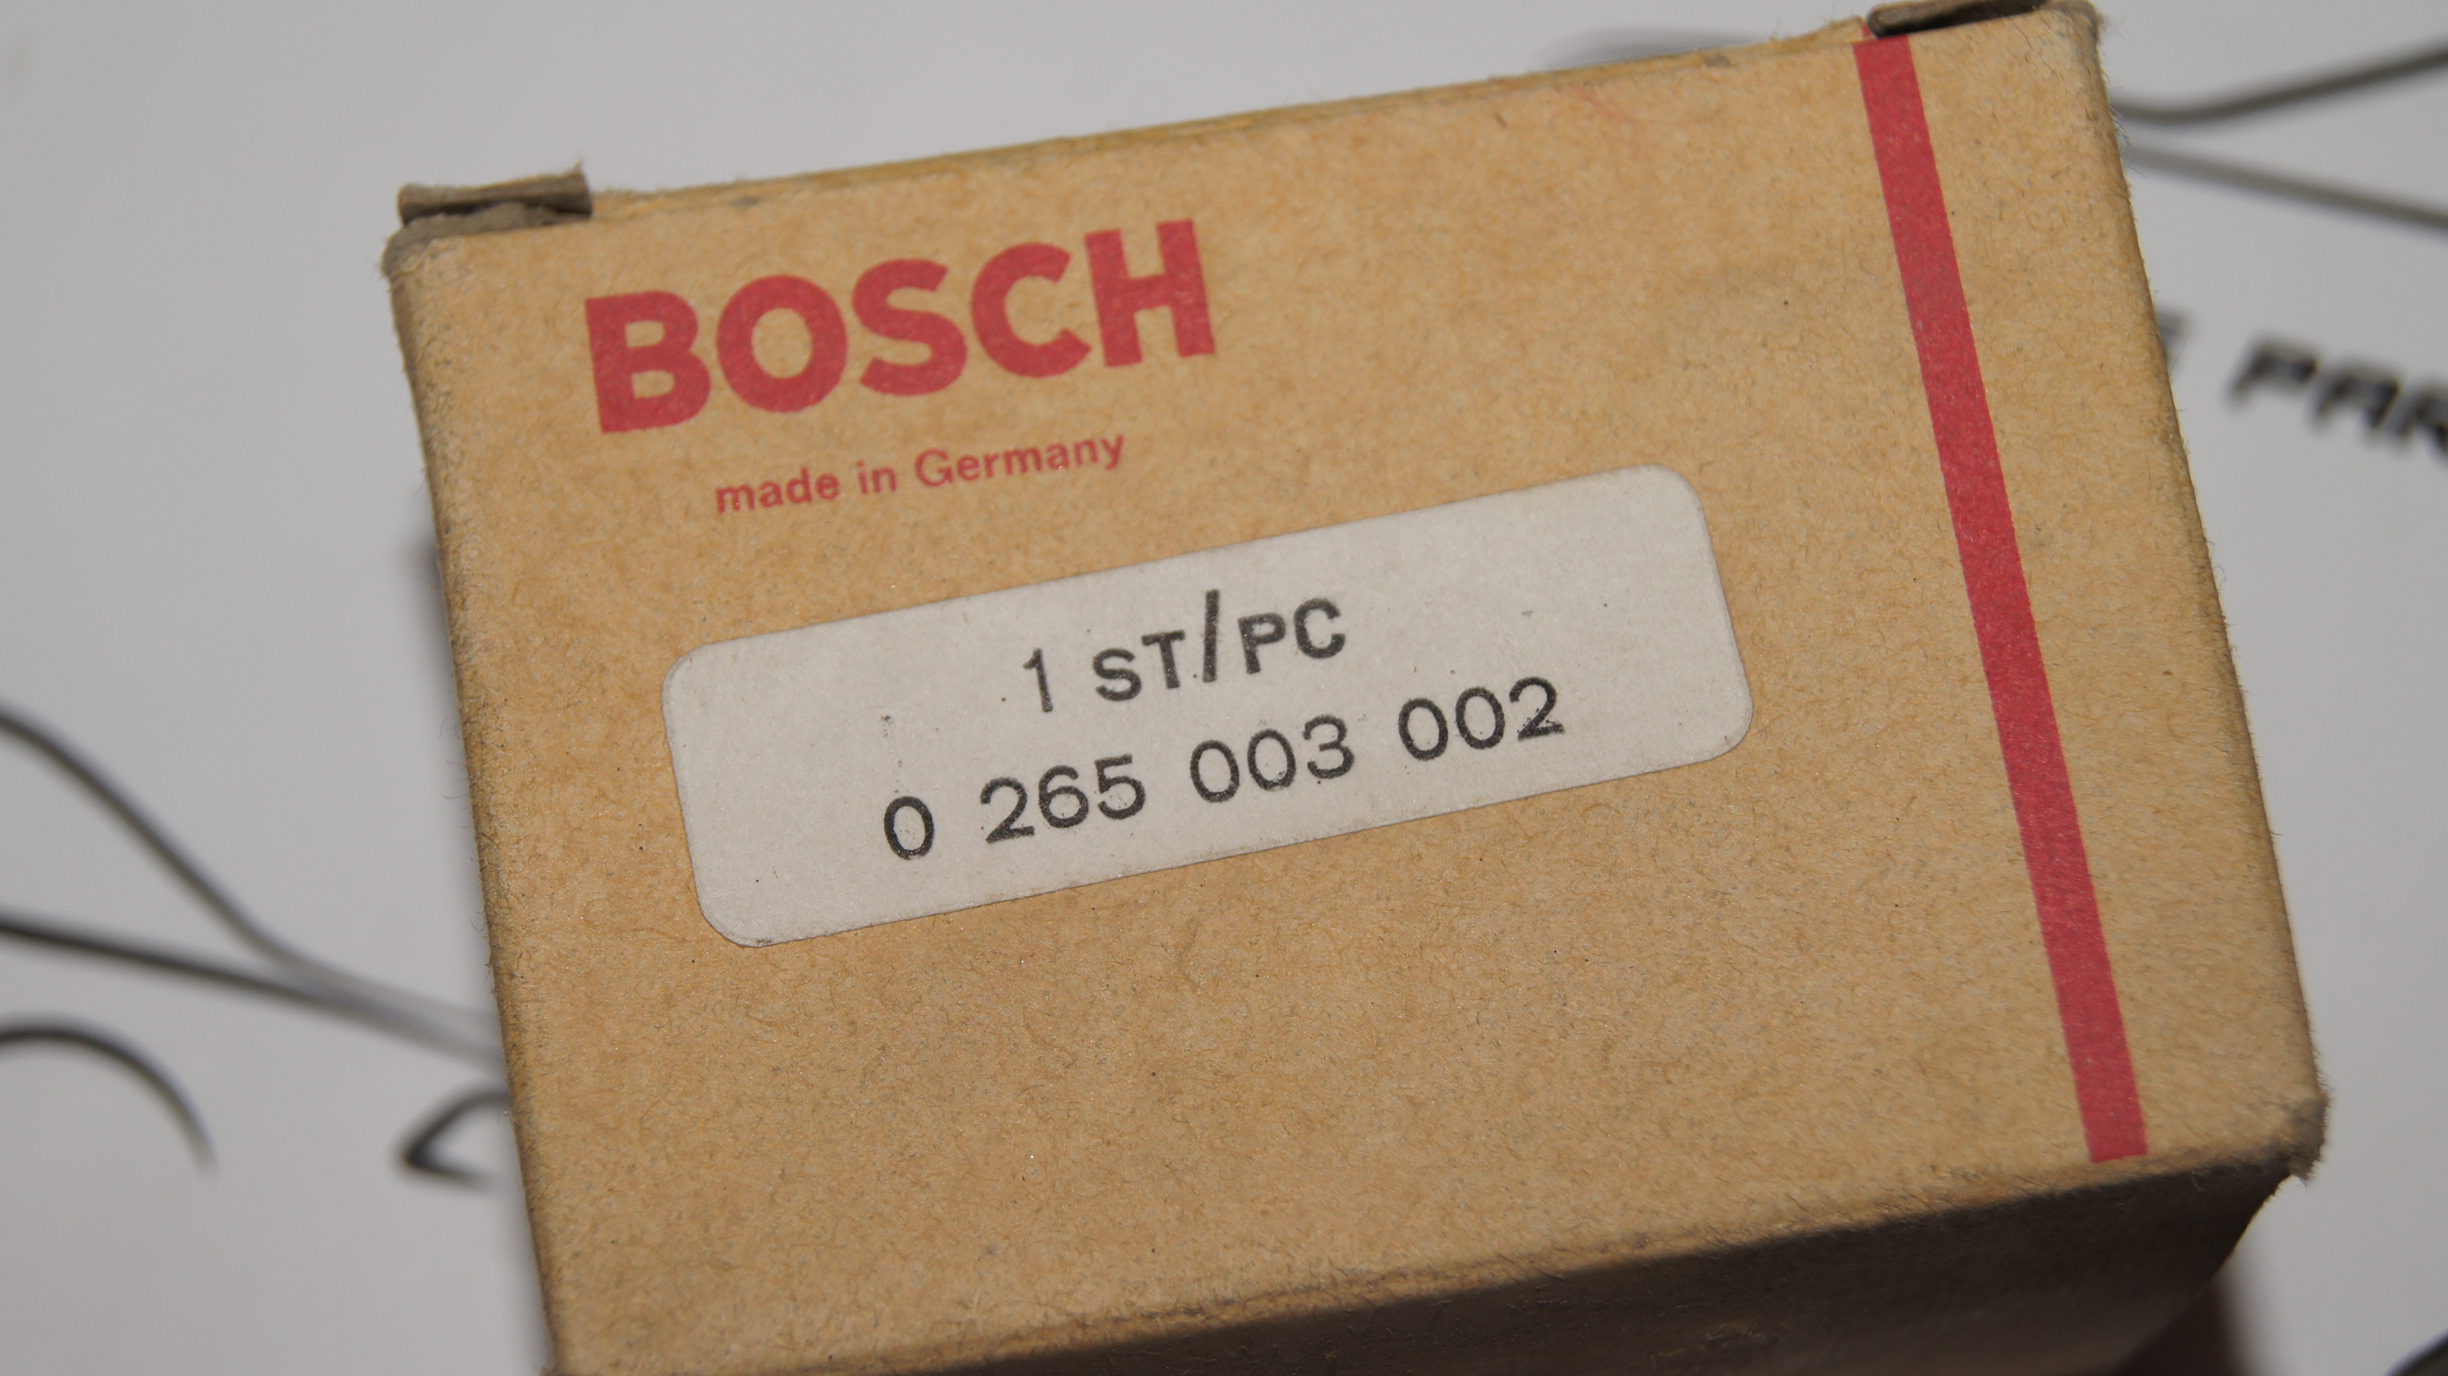 BOSCH
made in Germany
1 ST/PC
0 265 003 002